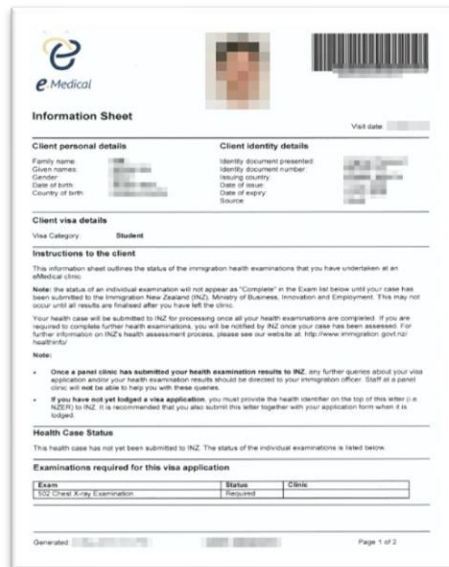 e Medical
Information Sheet
Visit date:
Client personal details
Client identity details
Family name
Given names:
Gender
Date of birth
Country of birth:
Identity document presented
Identity document number
Issuing country
Date of issue:
Date of expiry:
Source
Client visa details
Visa Category: Student
Instructions to the client
This information sheet outlines the status of the immigration health examinations that you have undertaken at an
eMedical clinic.
Note: the status of an individual examination will not appear as "Complete" in the Exam list below until your case has
been submitted to the Immigration New Zealand (INZ), Ministry of Business, Innovation and Employment. This may not
occur until all results are finalised after you have left the clinic.
Your health case will be submitted to INZ for processing once all your health examinations are completed. If you are
required to complete further health examinations, you will be notified by INZ once your case has been assessed. For
further information on INZ's health assessment process, please see our website at: http://www.immigration.govt.nz/
healthinfo/
Note:
• Once a panel clinic has submitted your health examination results to INZ, any further queries about your visa
application and/or your health examination results should be directed to your immigration officer. Staff at a panel
clinic will not be able to help you with these queries.
• If you have not yet lodged a visa application, you must provide the health identifier on the top of this letter (i.e.
NZER) to INZ. It is recommended that you also submit this letter together with your application form when it is
lodged.
Health Case Status
This health case has not yet been submitted to INZ. The status of the individual examinations is listed below.
Examinations required for this visa application
Exam Status Clinic
502 Chest X-ray Examination Required
Generated:
Page 1 of 2